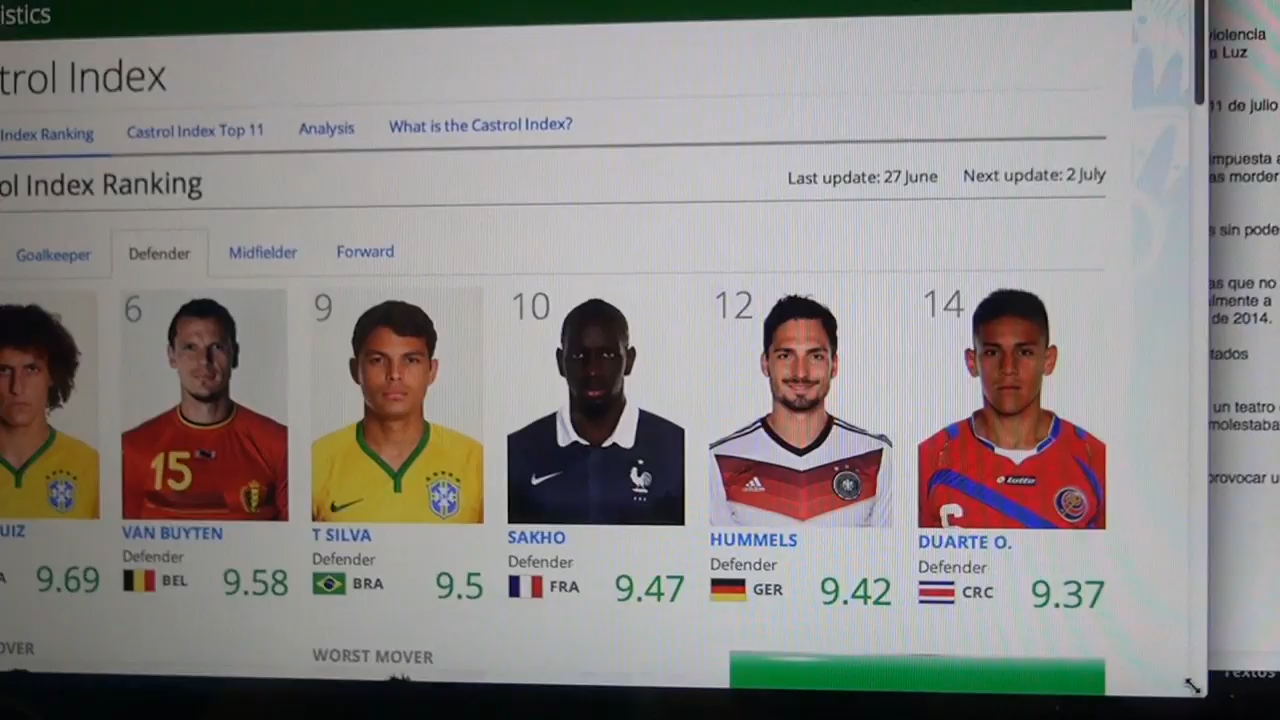 istics
trol Index
Index Ranking Castrol Index Top 11 Analysis What is the Castrol Index?
ol Index Ranking
Last update: 27 June Next update: 2 July
Goalkeeper Defender Midfielder Forward
6 9 10 12 14
15
lotto
UIZ VAN BUYTEN T SILVA SAKHO HUMMELS DUARTE O.
Defender Defender Defender Defender Defender
A 9.69 BEL 9.58 BRA 9.5 FRA 9.47 GER 9.42 CRC 9.37
OVER WORST MOVER
violencia
a Luz
11 de julio
impuesta a
as morder
s sin pode
as que no
lmente a
de 2014.
tados
un teatro
molestaba
provocar u
Textos